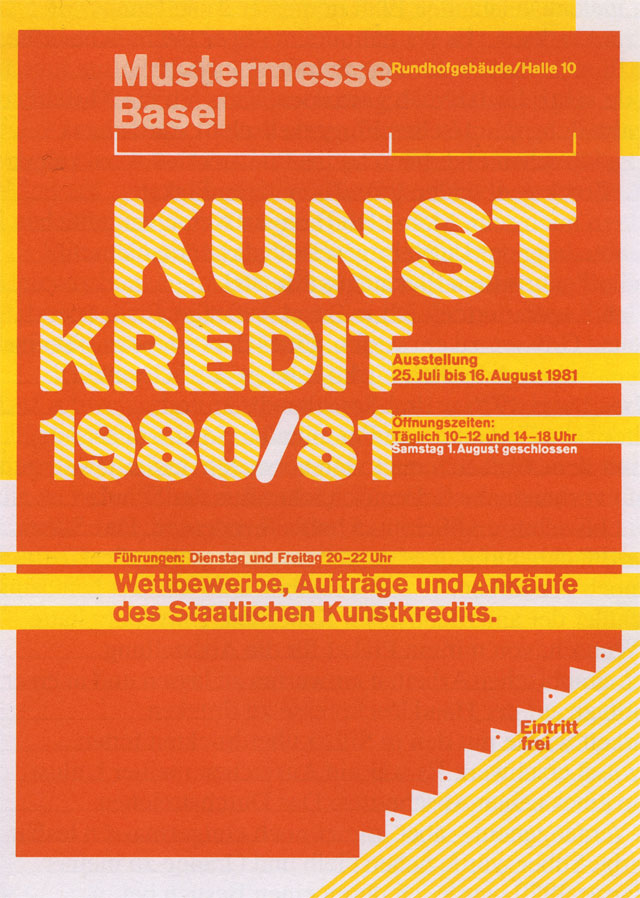 Mustermesse
Basel
Rundhofgebäude/Halle 10
KUNST
KREDIT
1980/81
Ausstellung
25. Juli bis 16. August 1981
Öffnungszeiten:
Täglich 10–12 und 14–18 Uhr
Samstag 1. August geschlossen
Führungen: Dienstag und Freitag 20–22 Uhr
Wettbewerbe, Aufträge und Ankäufe
des Staatlichen Kunstkredits.
Eintritt
frei